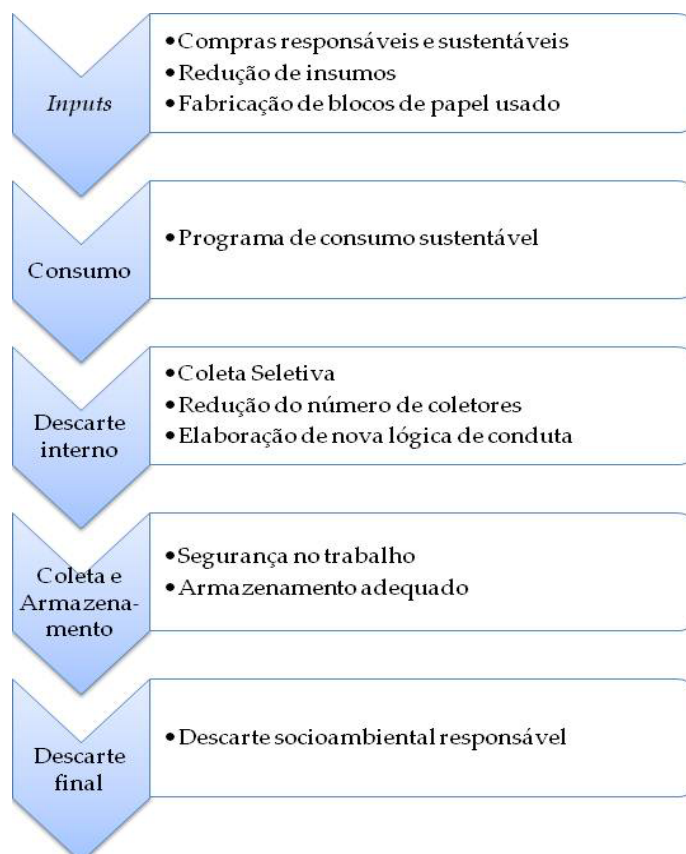 Inputs
•Compras responsáveis e sustentáveis
•Redução de insumos
•Fabricação de blocos de papel usado
Consumo
•Programa de consumo sustentável
Descarte
interno
•Coleta Seletiva
•Redução do número de coletores
•Elaboração de nova lógica de conduta
Coleta e
Armazena-
mento
•Segurança no trabalho
•Armazenamento adequado
Descarte
final
•Descarte socioambiental responsável